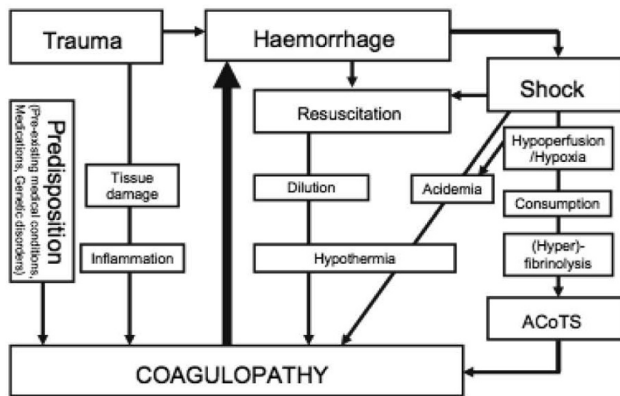 Trauma
Haemorrhage
Shock
Resuscitation
Predisposition
(Pre-existing medical conditions,
Medications, Genetic disorders)
Hypoperfusion
/Hypoxia
Tissue
damage
Dilution
Acidemia
Consumption
Inflammation
Hypothermia
(Hyper)-
fibrinolysis
ACoTS
COAGULOPATHY